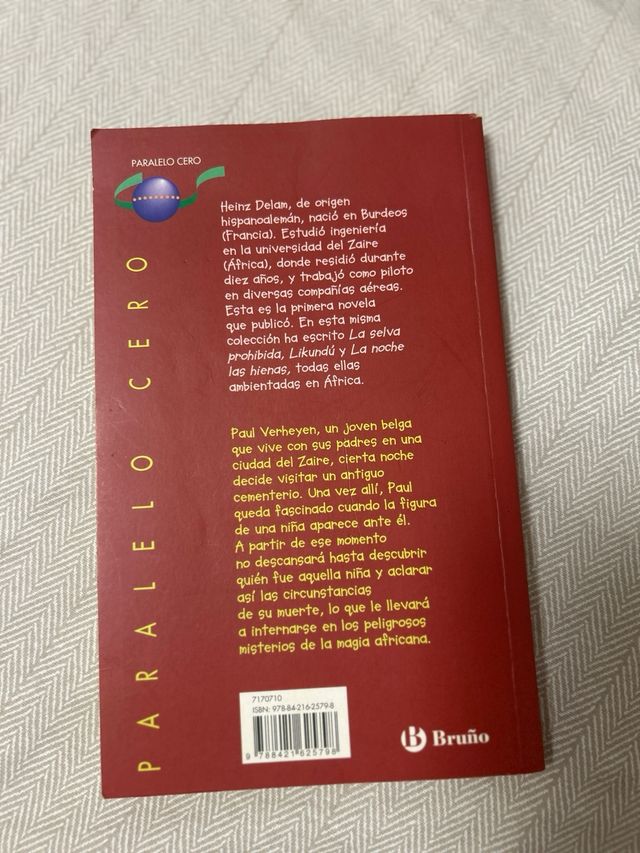 PARALELO CERO
Heinz Delam, de origen
hispanoalemán, nació en Burdeos
(Francia). Estudió ingeniería
en la universidad del Zaire
(África), donde residió durante
diez años, y trabajó como piloto
en diversas compañías aéreas.
Esta es la primera novela
que publicó. En esta misma
colección ha escrito La selva
prohibida, Likundú y La noche
las hienas, todas ellas
ambientadas en África.
Paul Verheyen, un joven belga
que vive con sus padres en una
ciudad del Zaire, cierta noche
decide visitar un antiguo
cementerio. Una vez allí, Paul
queda fascinado cuando la figura
de una niña aparece ante él.
A partir de ese momento
no descansará hasta descubrir
quién fue aquella niña y aclarar
así las circunstancias
de su muerte, lo que le llevará
a internarse en los peligrosos
misterios de la magia africana.
PARALELO CERO
7170710
ISBN: 978-84-216-2579-8
9 788421 625798
B Bruño